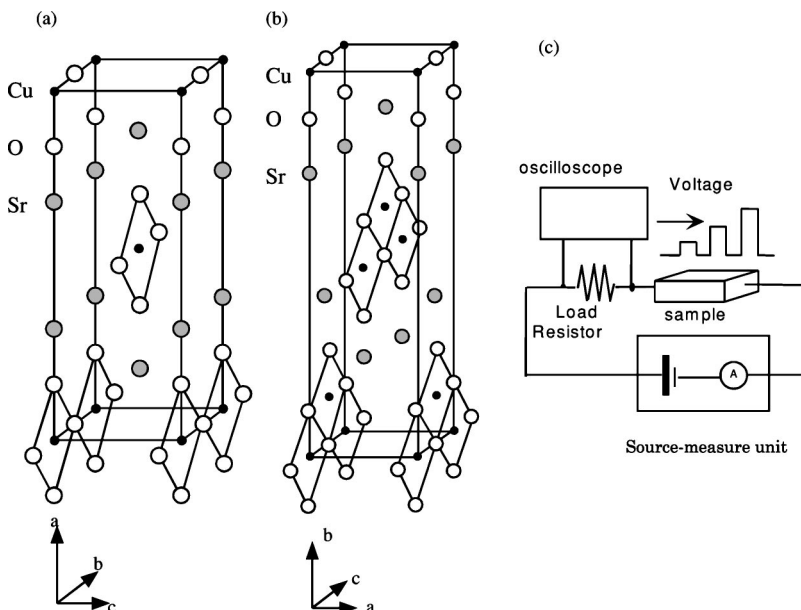 (a)
Cu
O
Sr
a
b
c
(b)
Cu
O
Sr
b
c
a
(c)
oscilloscope
Voltage
Load
Resistor
sample
A
Source-measure unit